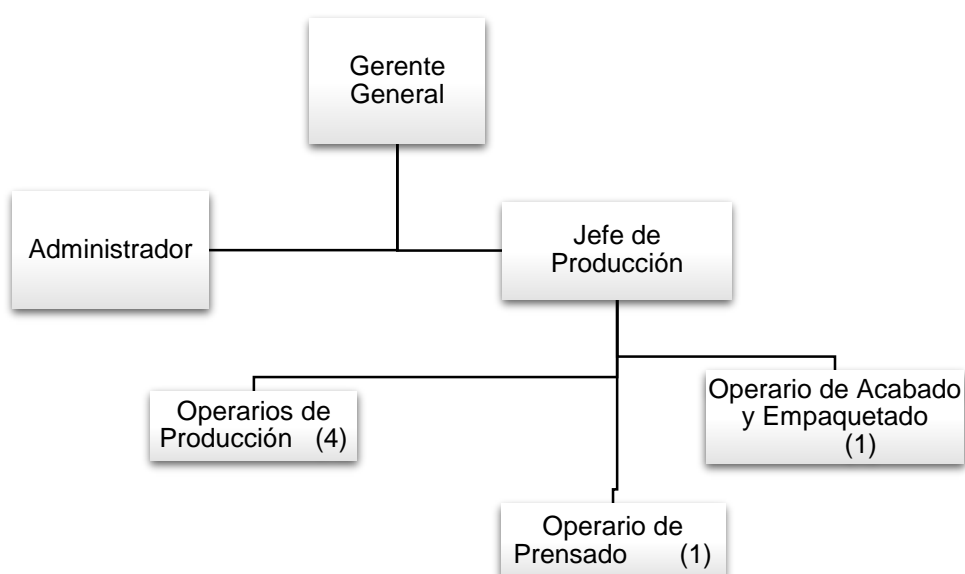 Gerente
General
Administrador
Jefe de
Producción
Operarios de
Producción (4)
Operario de Acabado
y Empaquetado
(1)
Operario de
Prensado (1)